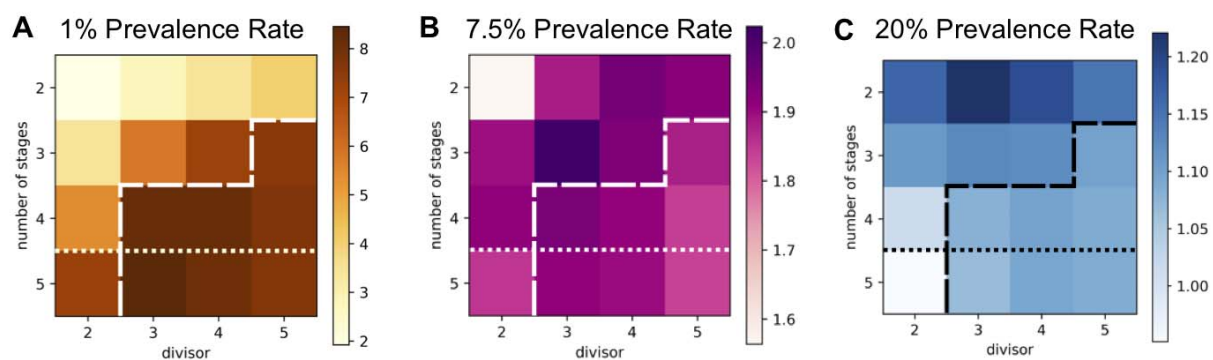 A 1% Prevalence Rate
number of stages
2
3
4
5
2 3 4 5
divisor
8
7
6
5
4
3
2
B 7.5% Prevalence Rate
number of stages
2
3
4
5
2 3 4 5
divisor
2.0
1.9
1.8
1.7
1.6
C 20% Prevalence Rate
number of stages
2
3
4
5
2 3 4 5
divisor
1.20
1.15
1.10
1.05
1.00